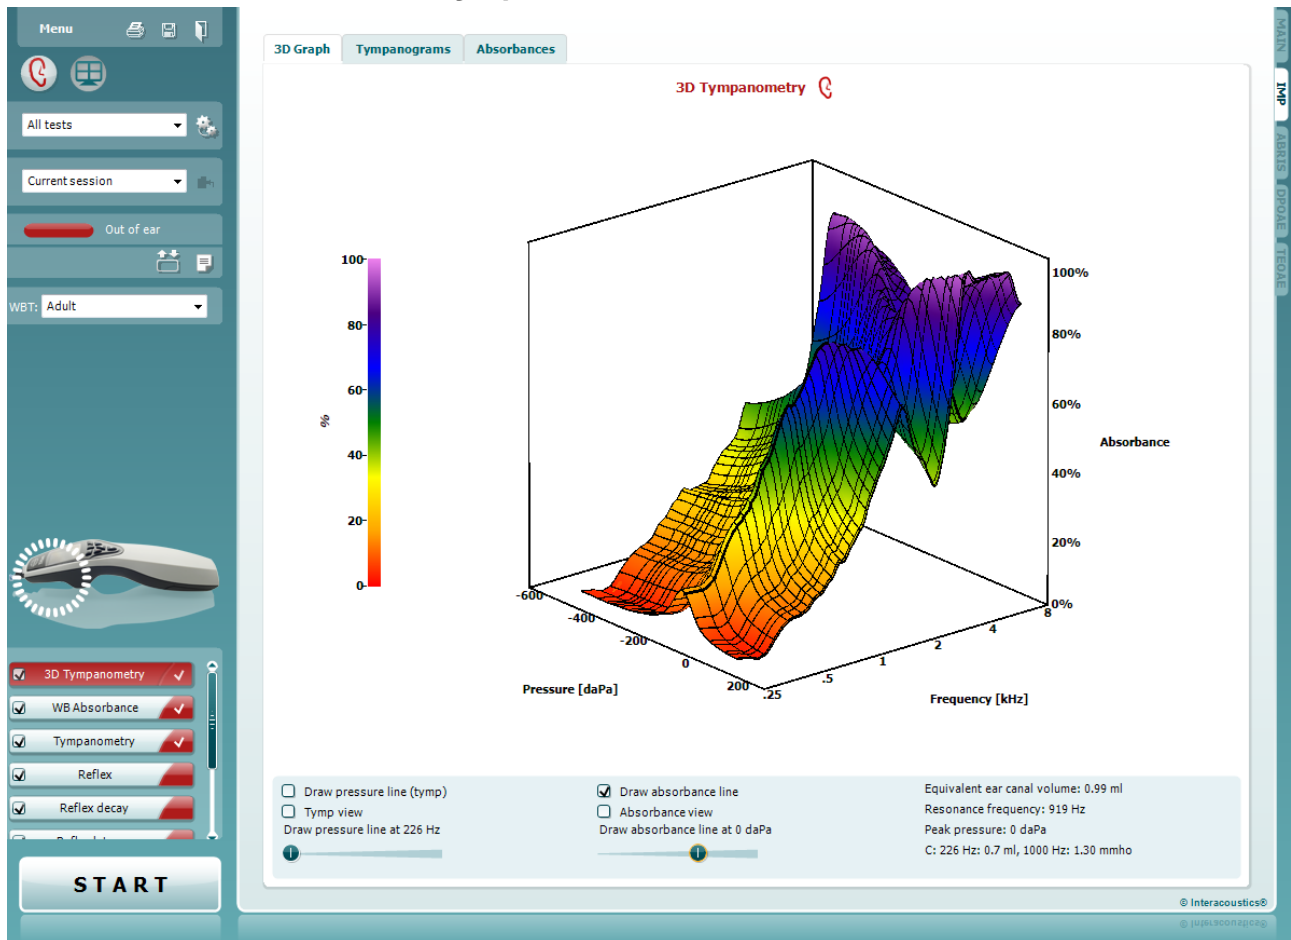 Menu
All tests
Current session
Out of ear
WBT: Adult
3D Tympanometry
WB Absorbance
Tympanometry
Reflex
Reflex decay
START
3D Graph
Tympanograms
Absorbances
3D Tympanometry
100
80
60
40
20
0
%
100%
80%
60%
40%
20%
0%
Absorbance
-600
-400
-200
0
200
Pressure [daPa]
.25
.5
1
2
4
8
Frequency [kHz]
Draw pressure line (tymp)
Tymp view
Draw pressure line at 226 Hz
Draw absorbance line
Absorbance view
Draw absorbance line at 0 daPa
Equivalent ear canal volume: 0.99 ml
Resonance frequency: 919 Hz
Peak pressure: 0 daPa
C: 226 Hz: 0.7 ml, 1000 Hz: 1.30 mmho
© Interacoustics®
MAIN
IMP
ABRIS
DPOAE
TEOAE